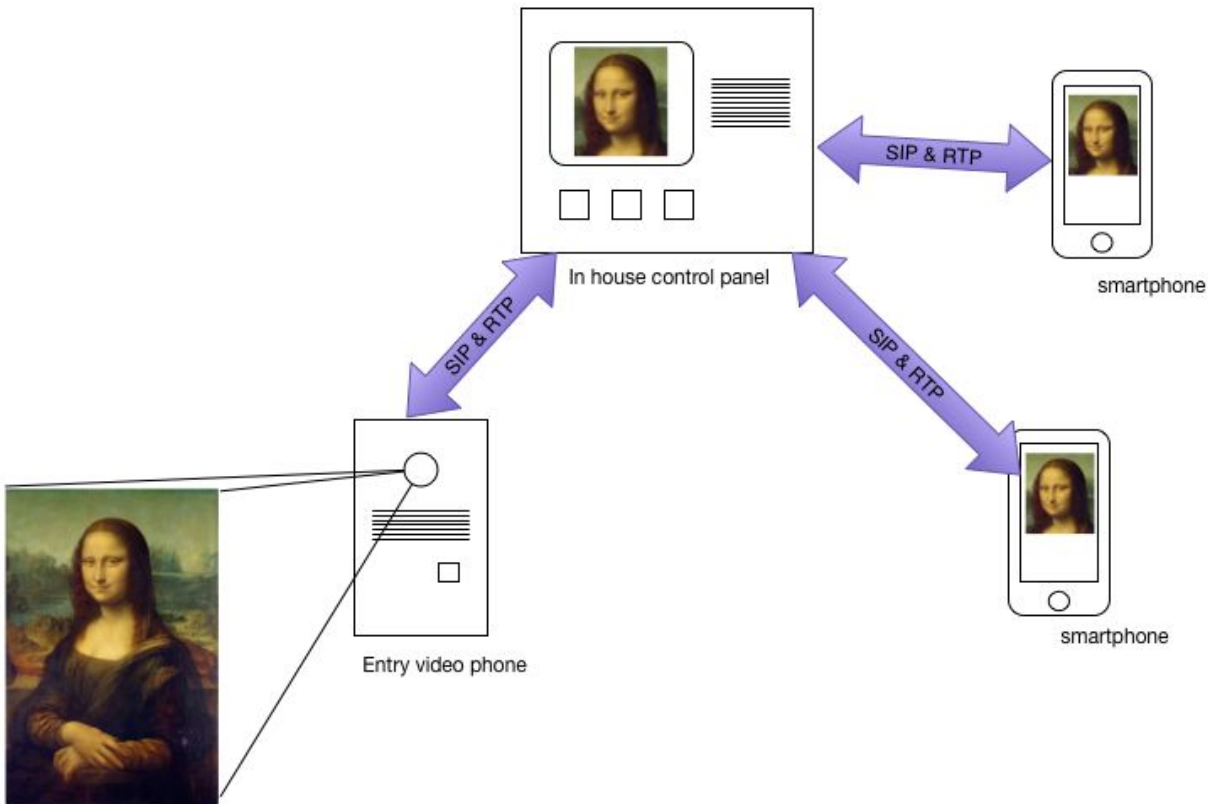 SIP & RTP
In house control panel
smartphone
SIP & RTP
SIP & RTP
smartphone
Entry video phone